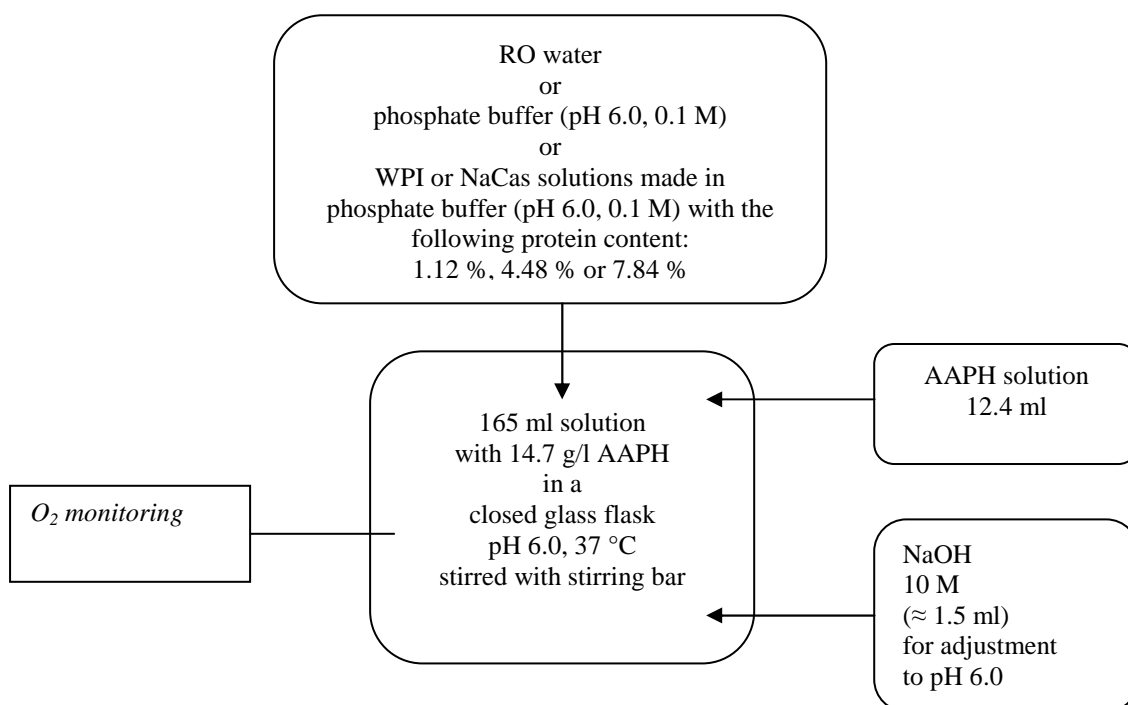 RO water
or
phosphate buffer (pH 6.0, 0.1 M)
or
WPI or NaCas solutions made in
phosphate buffer (pH 6.0, 0.1 M) with the
following protein content:
1.12 %, 4.48 % or 7.84 %
AAPH solution
12.4 ml
165 ml solution
with 14.7 g/l AAPH
in a
closed glass flask
pH 6.0, 37 °C
stirred with stirring bar
O₂ monitoring
NaOH
10 M
(≈ 1.5 ml)
for adjustment
to pH 6.0